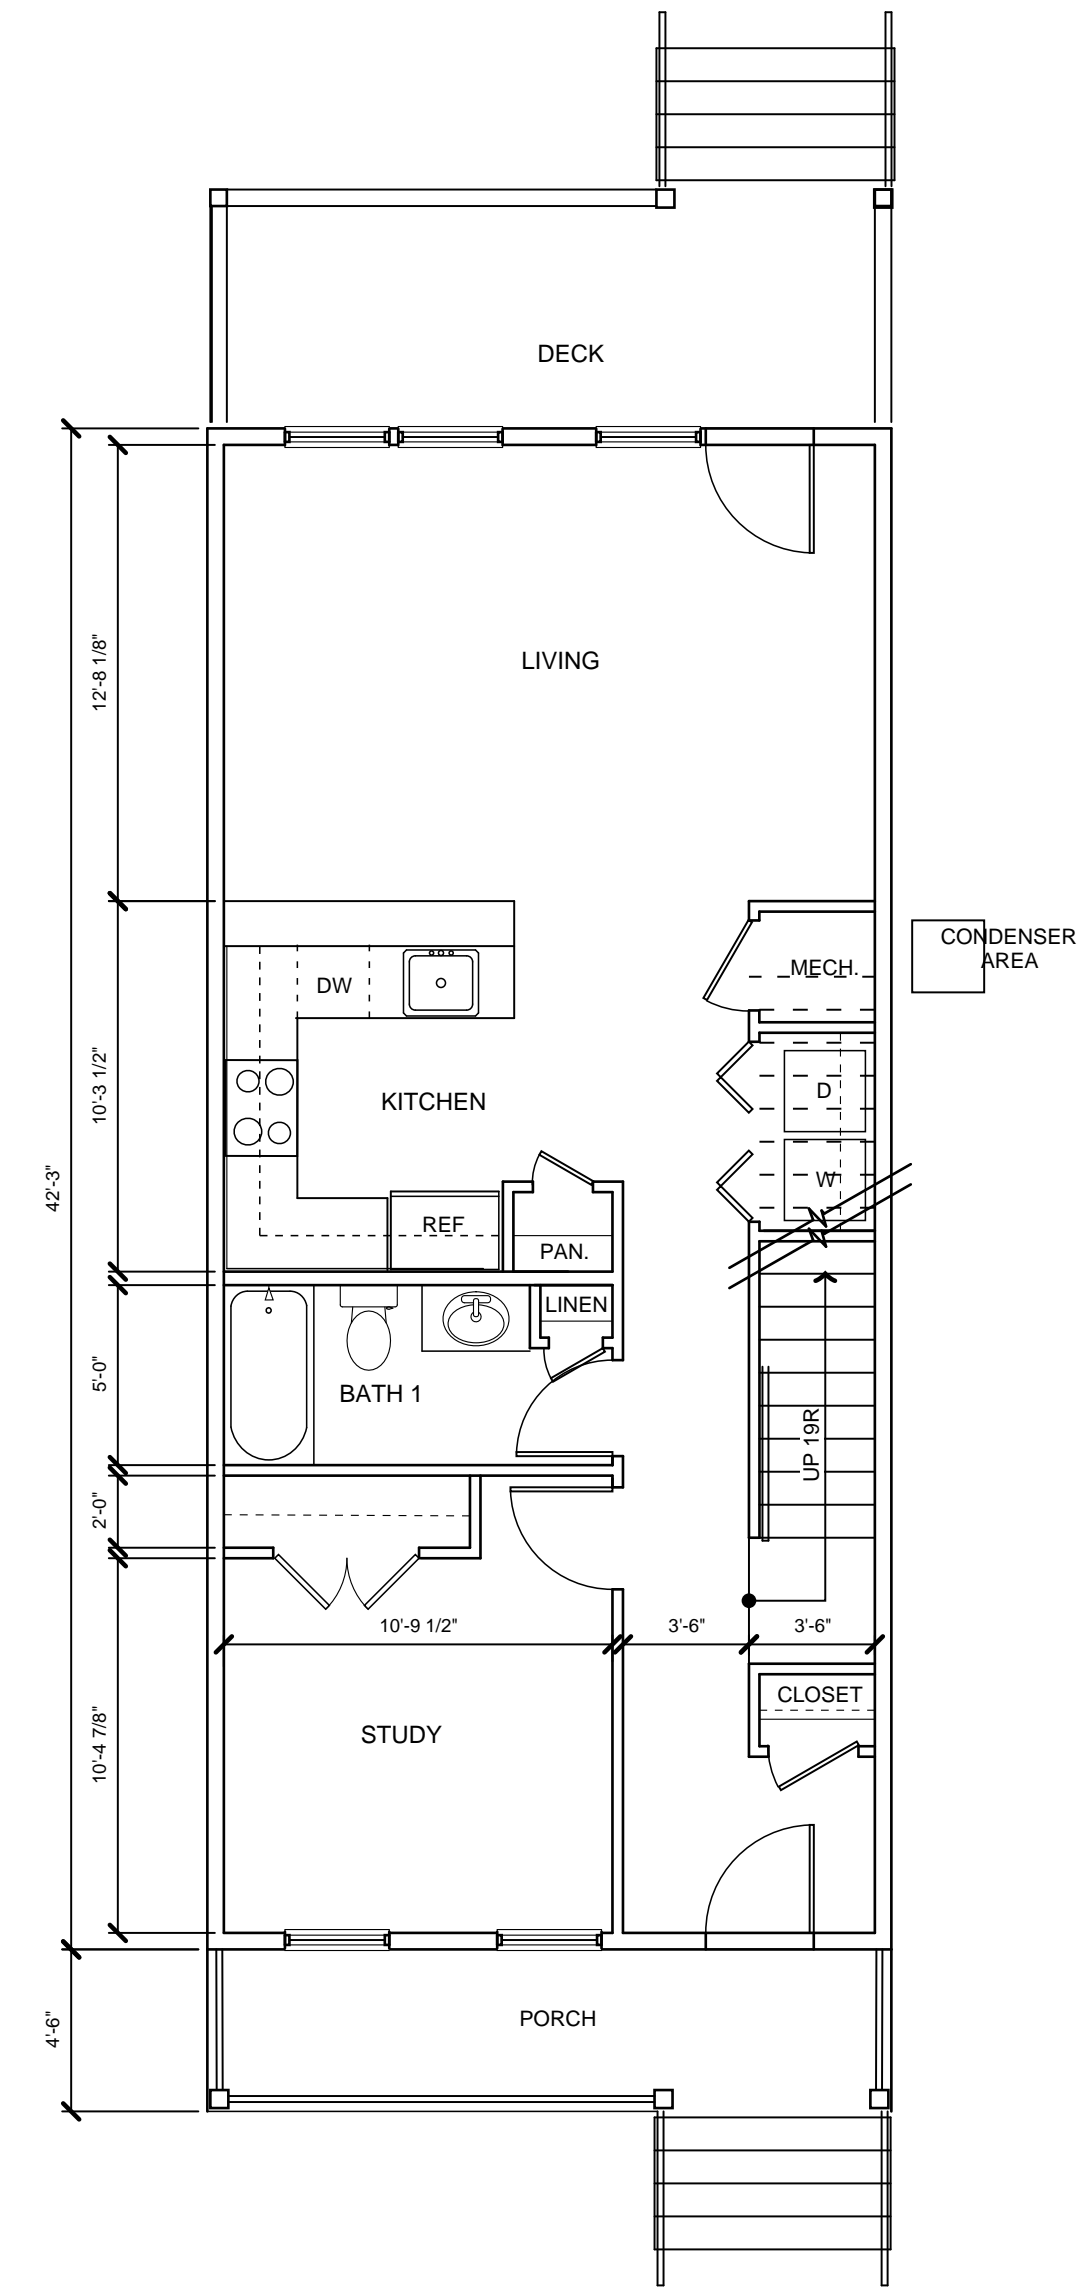 DECK
12'-8 1/8"
LIVING
CONDENSER
AREA
MECH.
DW
10'-3 1/2"
KITCHEN
D
42'-3"
W
REF
PAN.
LINEN
5'-0"
BATH 1
UP 19R
2'-0"
10'-9 1/2"
3'-6"
3'-6"
CLOSET
10'-4 7/8"
STUDY
4'-6"
PORCH